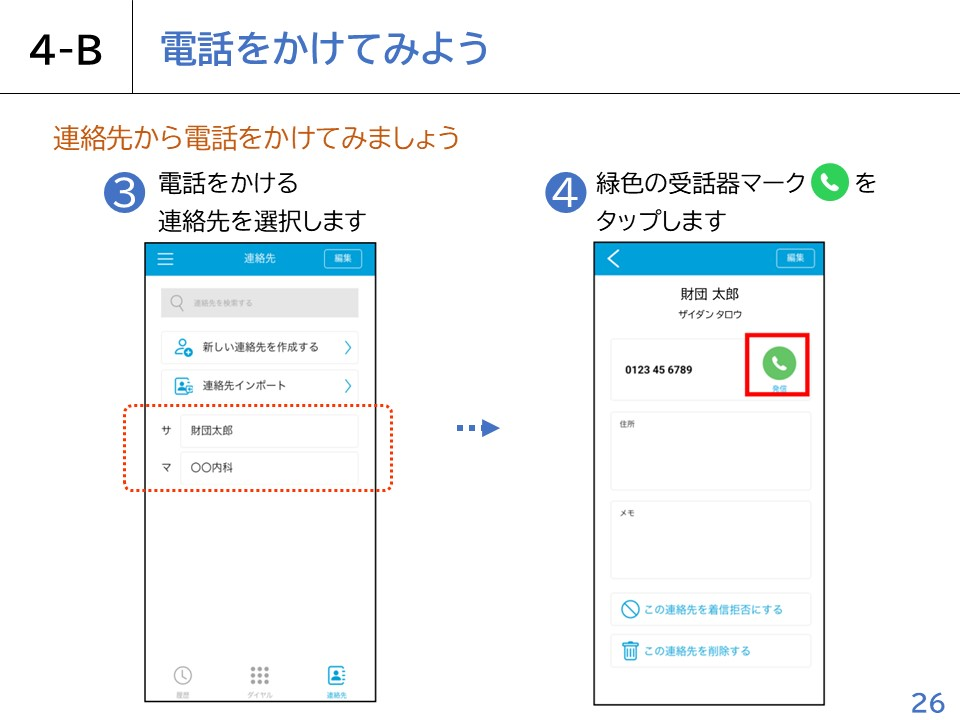 4-B
電話をかけてみよう
連絡先から電話をかけてみましょう
3
電話をかける
連絡先を選択します
連絡先
編集
連絡先を検索する
新しい連絡先を作成する
連絡先インポート
サ
財団太郎
マ
〇〇内科
履歴
ダイヤル
連絡先
4
緑色の受話器マーク を
タップします
編集
財団 太郎
ザイダン タロウ
0123 45 6789
発信
住所
メモ
この連絡先を着信拒否にする
この連絡先を削除する
26